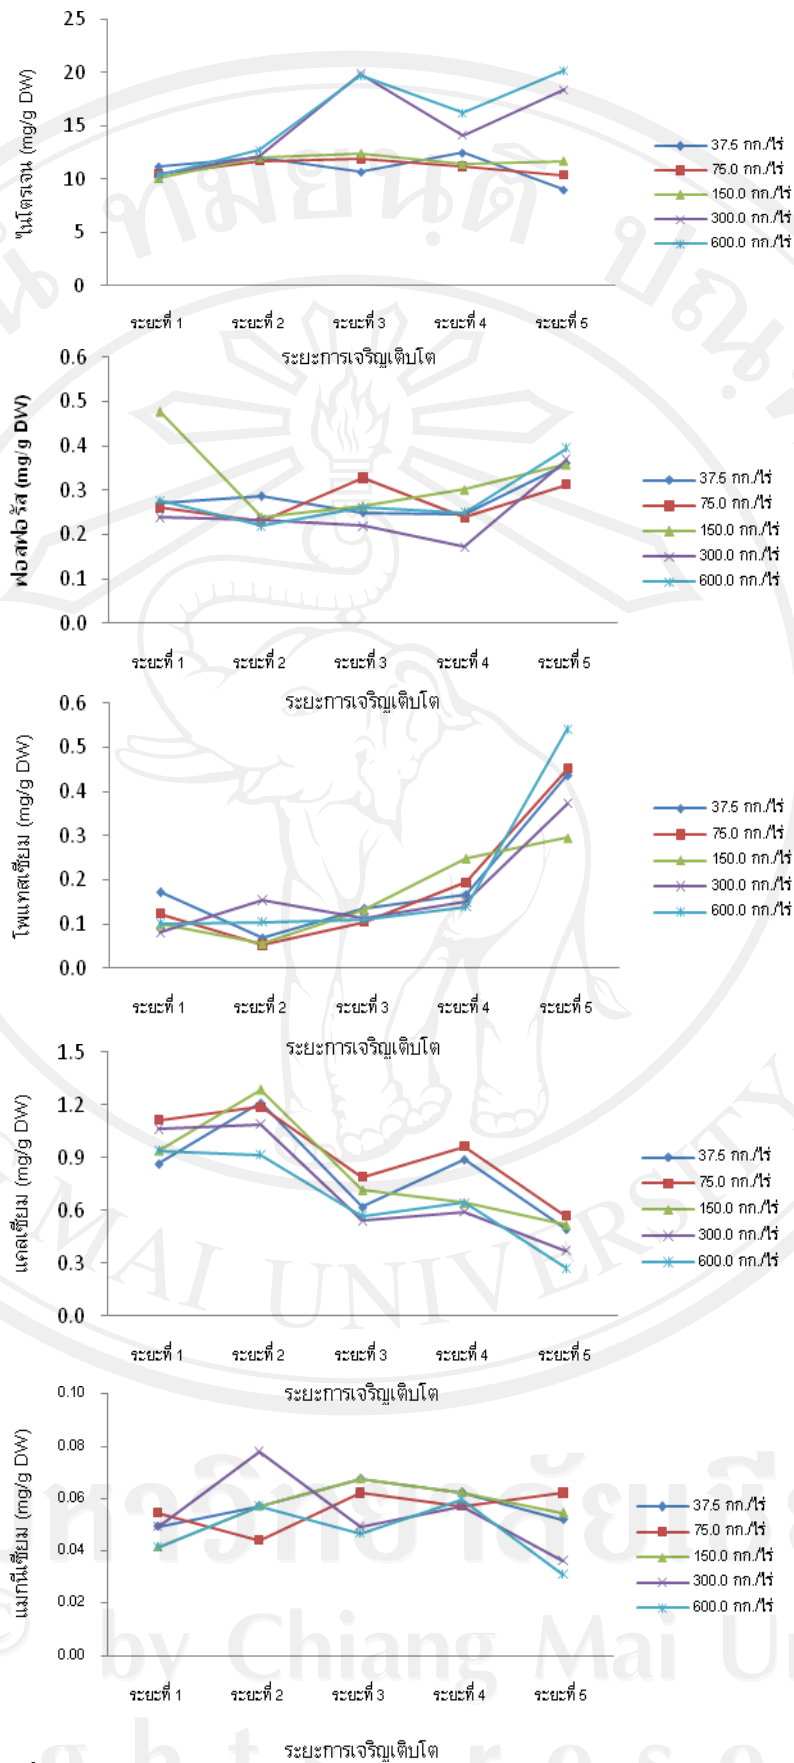 ไนโตรเจน (mg/g DW)
25
20
15
10
5
0
ระยะที่ 1 ระยะที่ 2 ระยะที่ 3 ระยะที่ 4 ระยะที่ 5
ระยะการเจริญเติบโต
37.5 กก./ไร่
75.0 กก./ไร่
150.0 กก./ไร่
300.0 กก./ไร่
600.0 กก./ไร่
ฟอสฟอรัส (mg/g DW)
0.6
0.5
0.4
0.3
0.2
0.1
0.0
ระยะที่ 1 ระยะที่ 2 ระยะที่ 3 ระยะที่ 4 ระยะที่ 5
ระยะการเจริญเติบโต
37.5 กก./ไร่
75.0 กก./ไร่
150.0 กก./ไร่
300.0 กก./ไร่
600.0 กก./ไร่
โพแทสเซียม (mg/g DW)
0.6
0.5
0.4
0.3
0.2
0.1
0.0
ระยะที่ 1 ระยะที่ 2 ระยะที่ 3 ระยะที่ 4 ระยะที่ 5
ระยะการเจริญเติบโต
37.5 กก./ไร่
75.0 กก./ไร่
150.0 กก./ไร่
300.0 กก./ไร่
600.0 กก./ไร่
แคลเซียม (mg/g DW)
1.5
1.2
0.9
0.6
0.3
0.0
ระยะที่ 1 ระยะที่ 2 ระยะที่ 3 ระยะที่ 4 ระยะที่ 5
ระยะการเจริญเติบโต
37.5 กก./ไร่
75.0 กก./ไร่
150.0 กก./ไร่
300.0 กก./ไร่
600.0 กก./ไร่
MAI UNIVERSITY
แมกนีเซียม (mg/g DW)
0.10
0.08
0.06
0.04
0.02
0.00
ระยะที่ 1 ระยะที่ 2 ระยะที่ 3 ระยะที่ 4 ระยะที่ 5
ระยะการเจริญเติบโต
37.5 กก./ไร่
75.0 กก./ไร่
150.0 กก./ไร่
300.0 กก./ไร่
600.0 กก./ไร่
© by Chiang Mai U